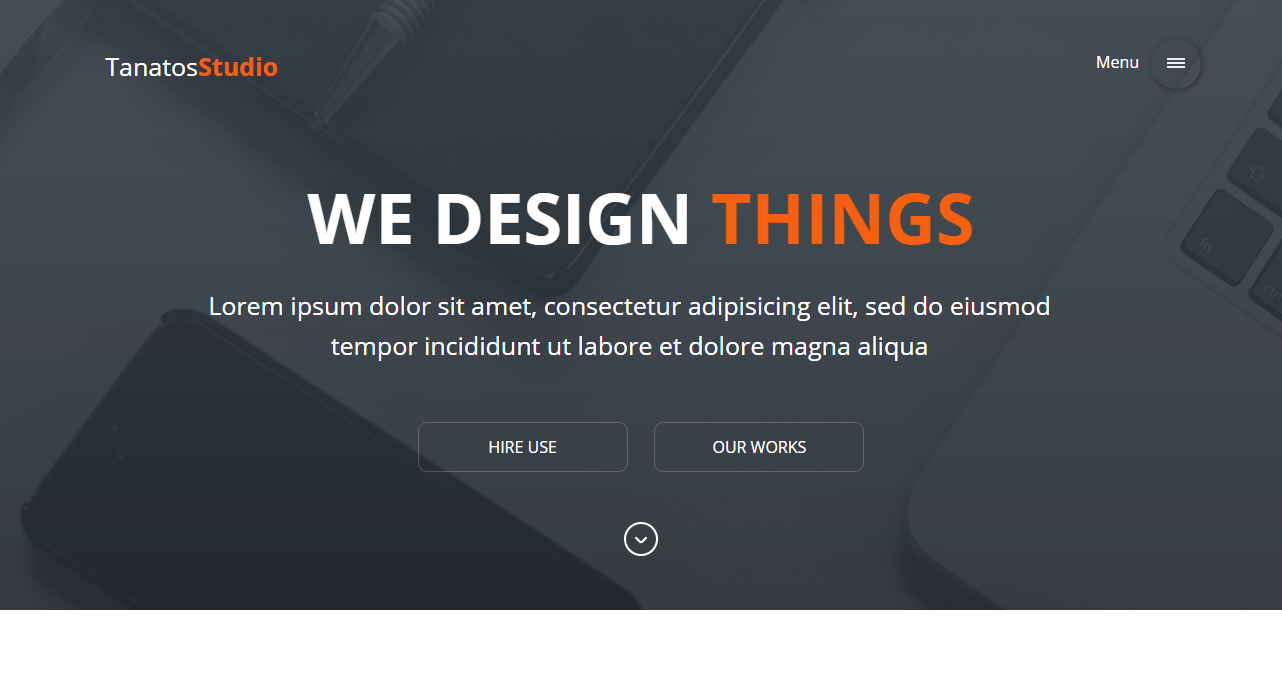 TanatosStudio
Menu
WE DESIGN THINGS
Lorem ipsum dolor sit amet, consectetur adipisicing elit, sed do eiusmod
tempor incididunt ut labore et dolore magna aliqua
HIRE USE
OUR WORKS
fn